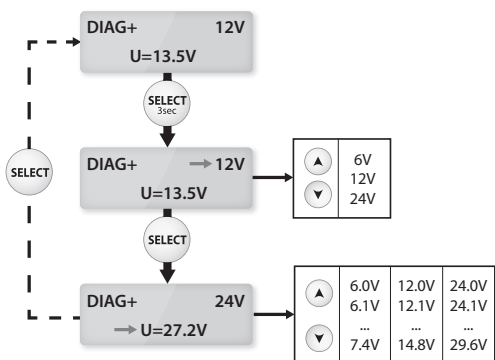 DIAG+ 12V
U=13.5V
SELECT
3sec
DIAG+ 12V
U=13.5V
6V
12V
24V
SELECT
SELECT
DIAG+ 24V
U=27.2V
6.0V 12.0V 24.0V
6.1V 12.1V 24.1V
... ... ...
7.4V 14.8V 29.6V